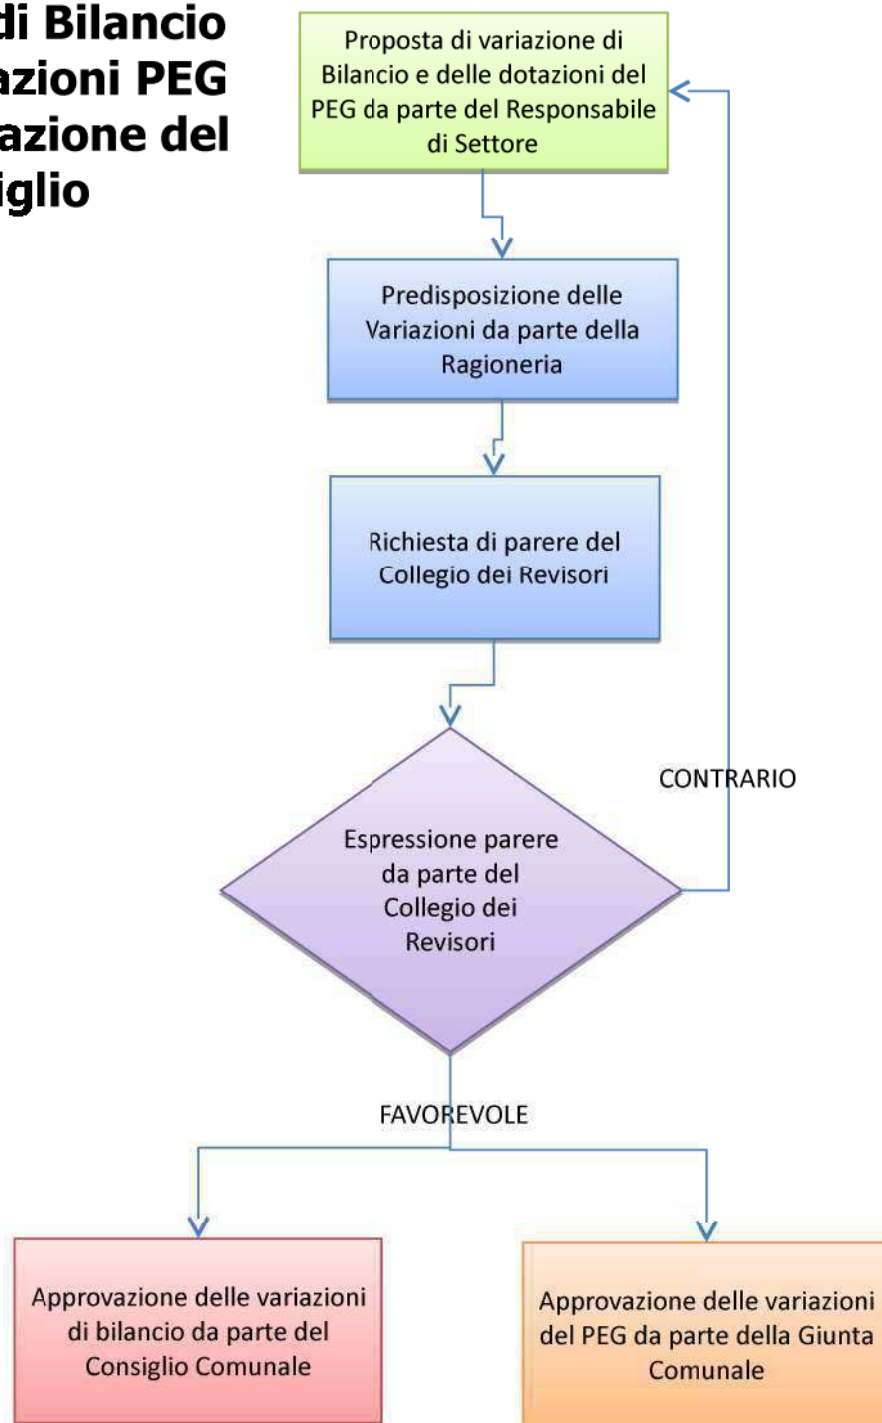 di Bilancio
azioni PEG
azione del
iglio
Proposta di variazione di
Bilancio e delle dotazioni del
PEG da parte del Responsabile
di Settore
Predisposizione delle
Variazioni da parte della
Ragioneria
Richiesta di parere del
Collegio dei Revisori
CONTRARIO
Espressione parere
da parte del
Collegio dei
Revisori
FAVOREVOLE
Approvazione delle variazioni
di bilancio da parte del
Consiglio Comunale
Approvazione delle variazioni
del PEG da parte della Giunta
Comunale